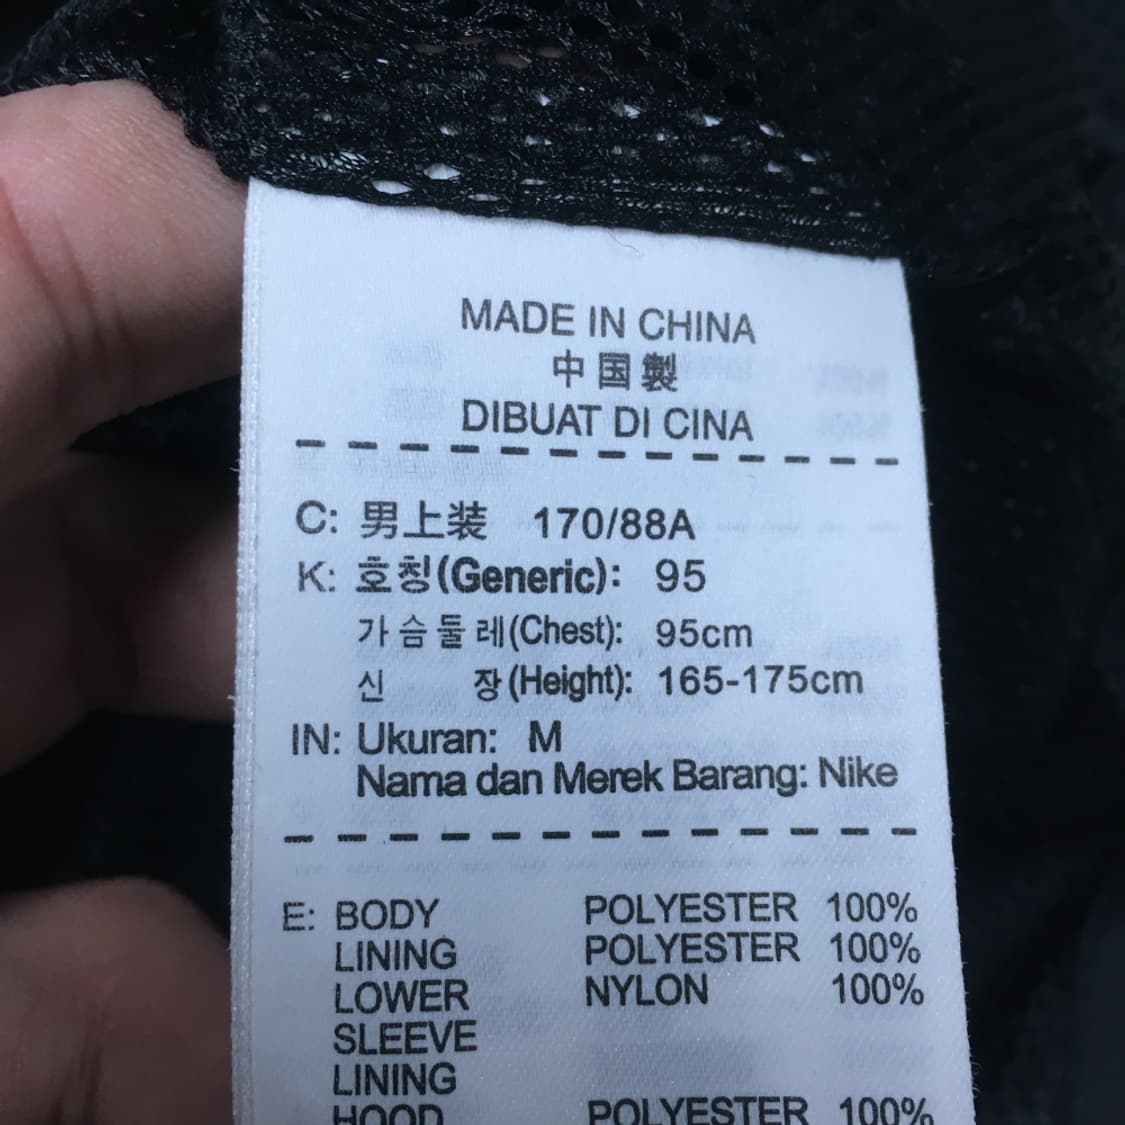 MADE IN CHINA
中国製
DIBUAT DI CINA
C: 男上装 170/88A
K: 호칭(Generic): 95
가슴둘레(Chest): 95cm
신 장(Height): 165-175cm
IN: Ukuran: M
Nama dan Merek Barang: Nike
E: BODY POLYESTER 100%
LINING POLYESTER 100%
LOWER NYLON 100%
SLEEVE
LINING
HOOD POLYESTER 100%